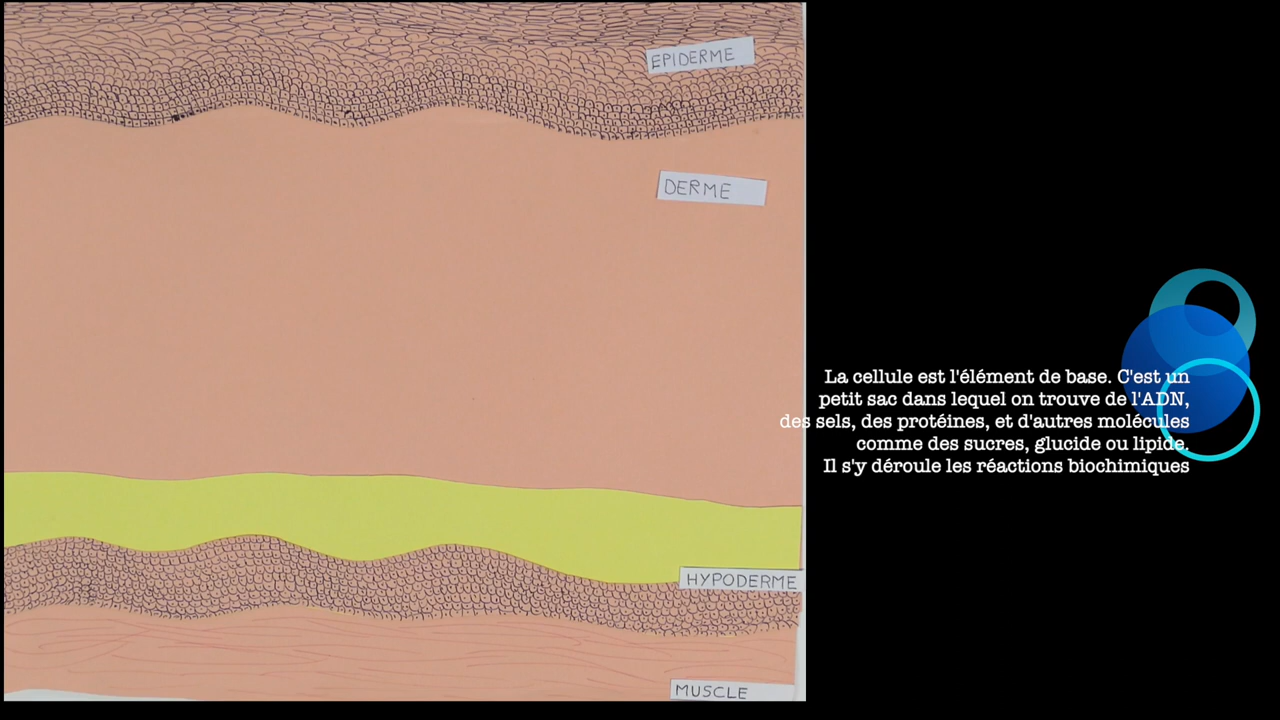 EPIDERME
DERME
La cellule est l'élément de base. C'est un
petit sac dans lequel on trouve de l'ADN,
des sels, des protéines, et d'autres molécules
comme des sucres, glucide ou lipide.
Il s'y déroule les réactions biochimiques
HYPODERME
MUSCLE